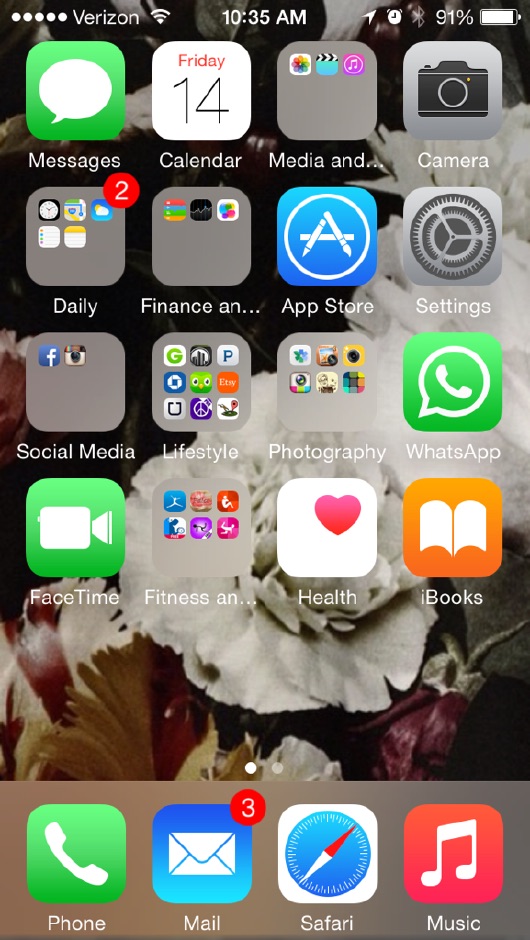 Verizon 10:35 AM 91%
Friday
14
Messages Calendar Media and... Camera
2
Daily Finance an... App Store Settings
Etsy
Social Media Lifestyle Photography WhatsApp
FaceTime Fitness an... Health iBooks
3
Phone Mail Safari Music